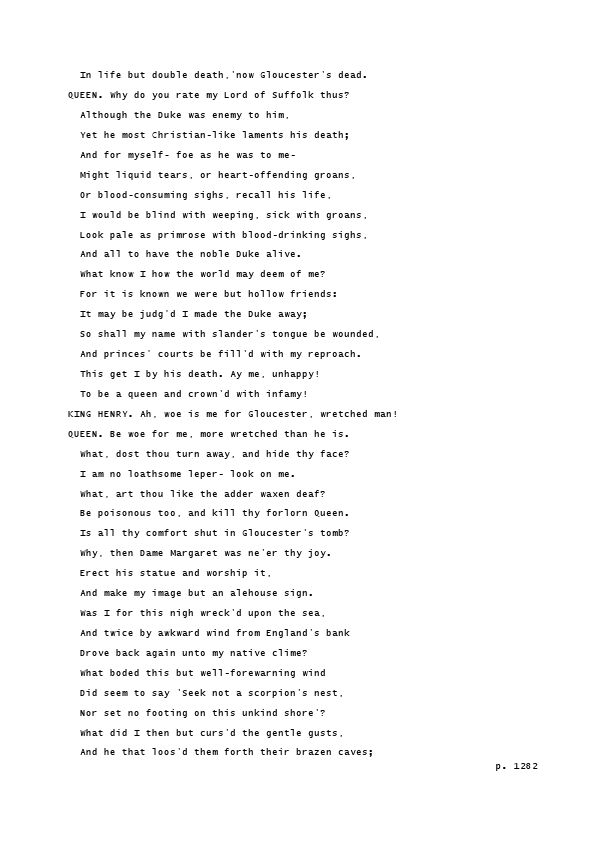 In life but double death,'now Gloucester's dead.
QUEEN. Why do you rate my Lord of Suffolk thus?
Although the Duke was enemy to him,
Yet he most Christian-like laments his death;
And for myself- foe as he was to me-
Might liquid tears, or heart-offending groans,
Or blood-consuming sighs, recall his life,
I would be blind with weeping, sick with groans,
Look pale as primrose with blood-drinking sighs,
And all to have the noble Duke alive.
What know I how the world may deem of me?
For it is known we were but hollow friends:
It may be judg'd I made the Duke away;
So shall my name with slander's tongue be wounded,
And princes' courts be fill'd with my reproach.
This get I by his death. Ay me, unhappy!
To be a queen and crown'd with infamy!
KING HENRY. Ah, woe is me for Gloucester, wretched man!
QUEEN. Be woe for me, more wretched than he is.
What, dost thou turn away, and hide thy face?
I am no loathsome leper- look on me.
What, art thou like the adder waxen deaf?
Be poisonous too, and kill thy forlorn Queen.
Is all thy comfort shut in Gloucester's tomb?
Why, then Dame Margaret was ne'er thy joy.
Erect his statue and worship it,
And make my image but an alehouse sign.
Was I for this nigh wreck'd upon the sea,
And twice by awkward wind from England's bank
Drove back again unto my native clime?
What boded this but well-forewarning wind
Did seem to say 'Seek not a scorpion's nest,
Nor set no footing on this unkind shore'?
What did I then but curs'd the gentle gusts,
And he that loos'd them forth their brazen caves;
p. 1282